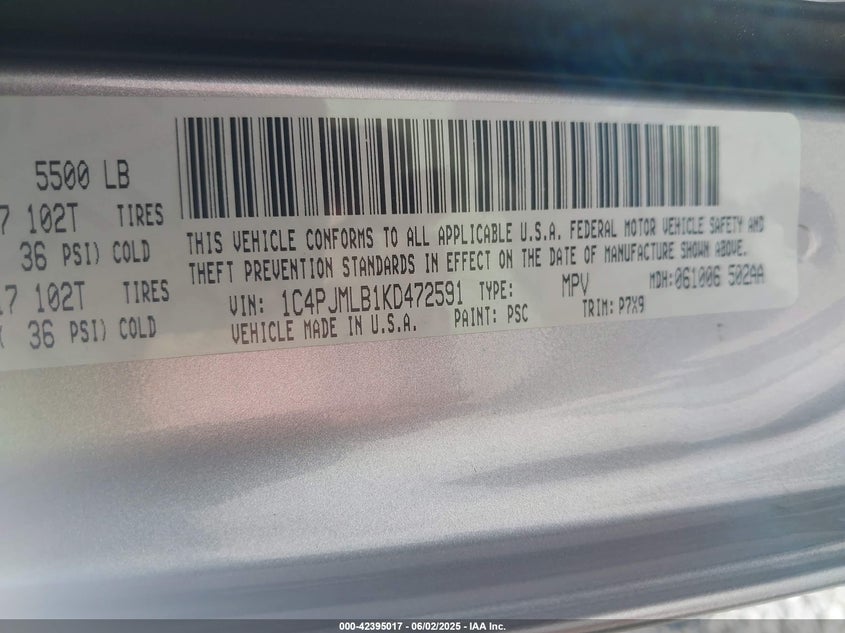 5500 LB
7 102T TIRES
36 PSI) COLD
17 102T TIRES
( 36 PSI) COLD
THIS VEHICLE CONFORMS TO ALL APPLICABLE U.S.A. FEDERAL MOTOR VEHICLE SAFETY AND
THEFT PREVENTION STANDARDS IN EFFECT ON THE DATE OF MANUFACTURE SHOWN ABOVE.
VIN: 1C4PJMLB1KD472591 TYPE: MPV MDH: 061006 502AA
VEHICLE MADE IN U.S.A. PAINT: PSC TRIM: P7X9
000-42395017 - 06/02/2025 - IAA Inc.